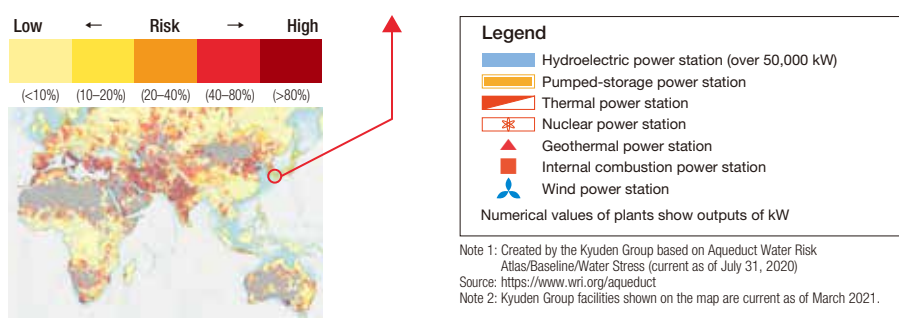 Low ← Risk → High
(<10%) (10–20%) (20–40%) (40–80%) (>80%)
Legend
Hydroelectric power station (over 50,000 kW)
Pumped-storage power station
Thermal power station
Nuclear power station
Geothermal power station
Internal combustion power station
Wind power station
Numerical values of plants show outputs of kW
Note 1: Created by the Kyuden Group based on Aqueduct Water Risk
Atlas/Baseline/Water Stress (current as of July 31, 2020)
Source: https://www.wri.org/aqueduct
Note 2: Kyuden Group facilities shown on the map are current as of March 2021.